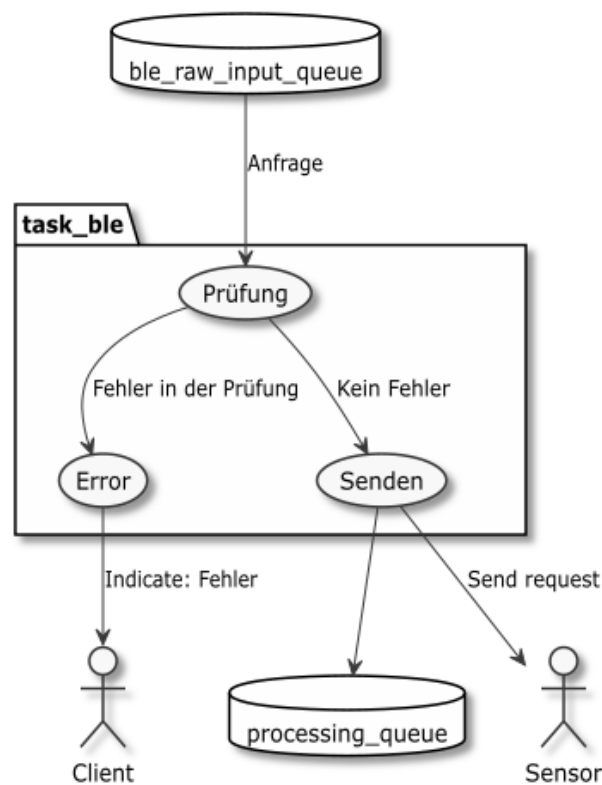 ble_raw_input_queue
Anfrage
task_ble
Prüfung
Fehler in der Prüfung
Kein Fehler
Error
Senden
Indicate: Fehler
Send request
processing_queue
Client
Sensor